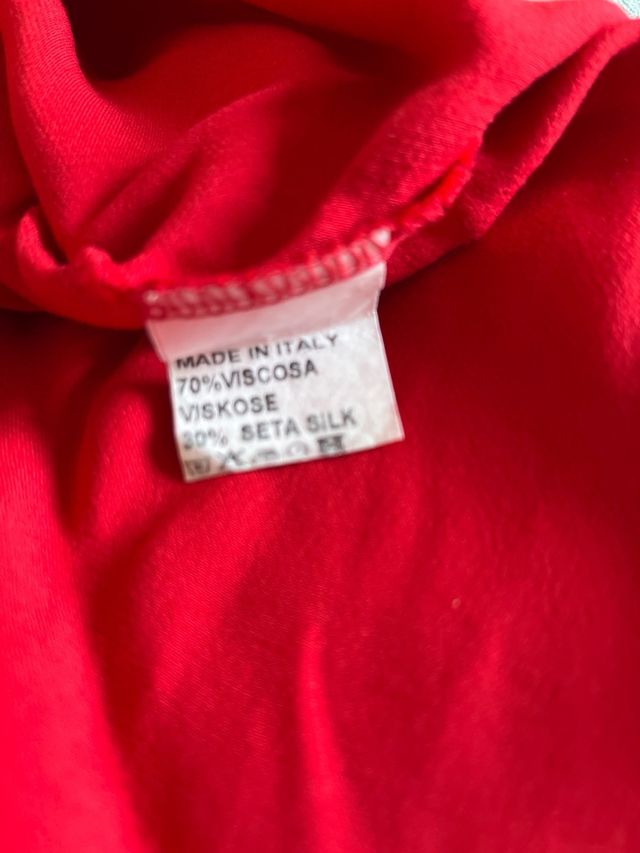 MADE IN ITALY
70%VISCOSA
VISKOSE
30% SETA SILK